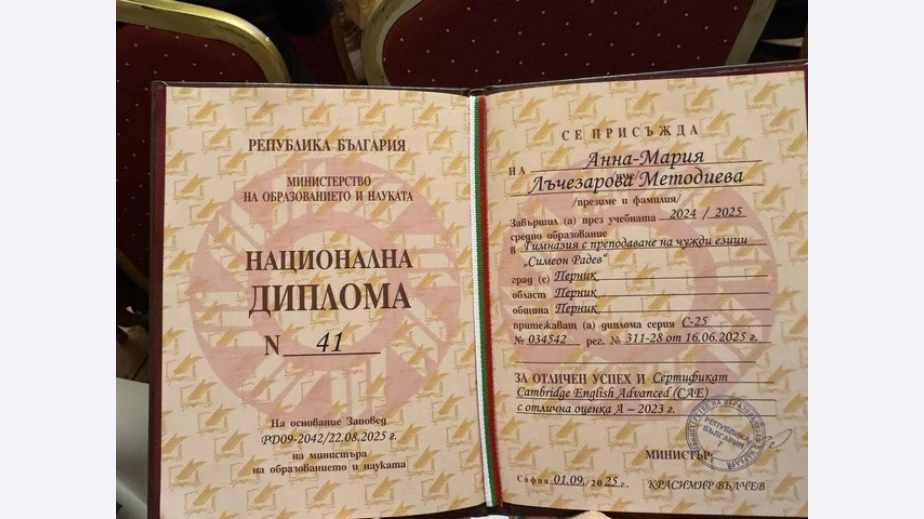 РЕПУБЛИКА БЪЛГАРИЯ
МИНИСТЕРСТВО
НА ОБРАЗОВАНИЕТО И НАУКАТА
НАЦИОНАЛНА
ДИПЛОМА
N 41
На основание Заповед
РD09-2042/22.08.2025 г.
на министъра
на образованието и науката
СЕ ПРИСЪЖДА
НА Анна-Мария
/име/
Лъчезарова Методиева
/презиме и фамилия/
Завършил (а) през учебната 2024 / 2025
средно образование
в Гимназия с преподаване на чужди езици
„Симеон Радев“
град (с) Перник
област Перник
община Перник
притежаващ (а) диплома серия С-25
№ 034542 рег. № 311-28 от 16.06.2025 г.
ЗА ОТЛИЧЕН УСПЕХ И Сертификат
Cambridge English Advanced (CAE)
с отлична оценка А – 2023 г.
РЕПУБЛИКА
БЪЛГАРИЯ
МИНИСТЪР:
София 01.09./2025 г.
КРАСИМИР ВЪЛЧЕВ